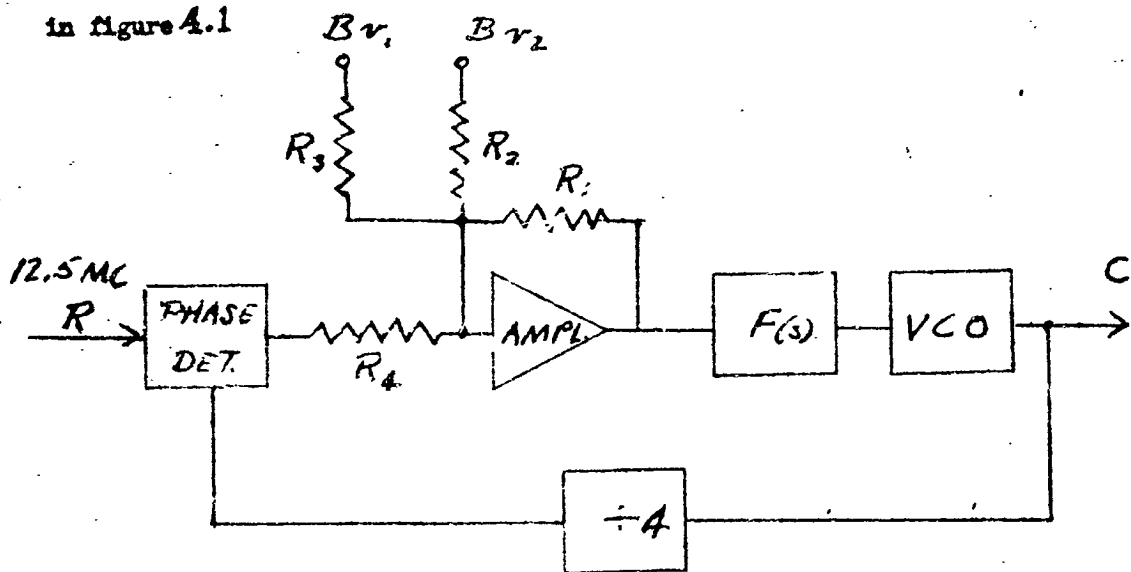 in figure 4.1
Bv₁ Bv₂
R₃ R₂
R₁
12.5 MC
R
PHASE
DET.
R₄
AMPL.
F(s)
VCO
C
÷4